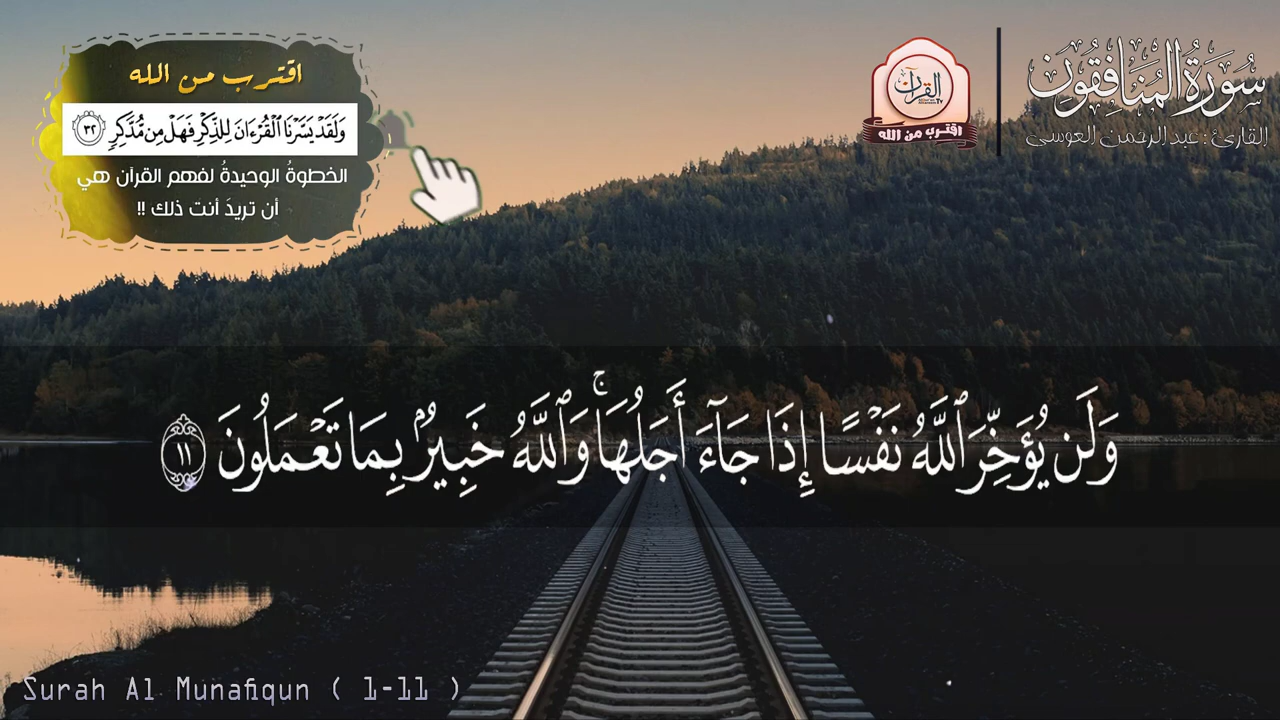 اقترب من الله
وَلَقَدْ يَسَّرْنَا ٱلْقُرْءَانَ لِلذِّكْرِ فَهَلْ مِن مُّدَّكِرٍ ٣٢
الخطوةُ الوحيدةُ لفهم القرآن هي
أن تريدَ أنت ذلك !!
القرآن
اقترب من الله
سُورَةُ المُنَافِقُون
القارئ : عبد الرحمن العوسي
وَلَن يُؤَخِّرَ ٱللَّهُ نَفْسًا إِذَا جَآءَ أَجَلُهَا ۚ وَٱللَّهُ خَبِيرٌۢ بِمَا تَعْمَلُونَ ١١
Surah Al Munafiqun ( 1-11 )